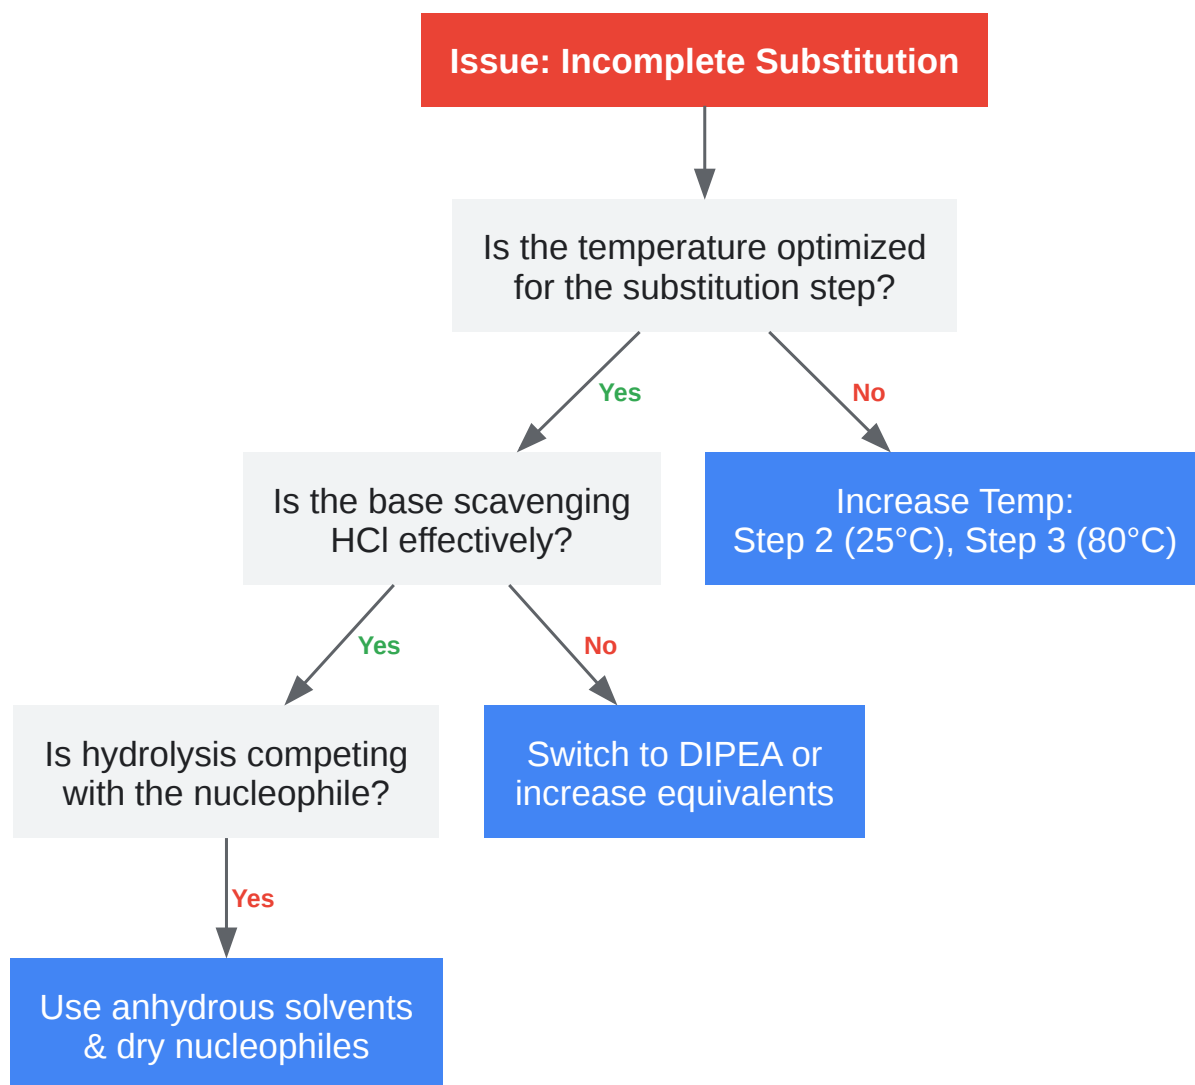 Issue: Incomplete Substitution
Is the temperature optimized
for the substitution step?
Yes
No
Is the base scavenging
HCl effectively?
Increase Temp:
Step 2 (25°C), Step 3 (80°C)
Yes
No
Is hydrolysis competing
with the nucleophile?
Switch to DIPEA or
increase equivalents
Yes
Use anhydrous solvents
& dry nucleophiles